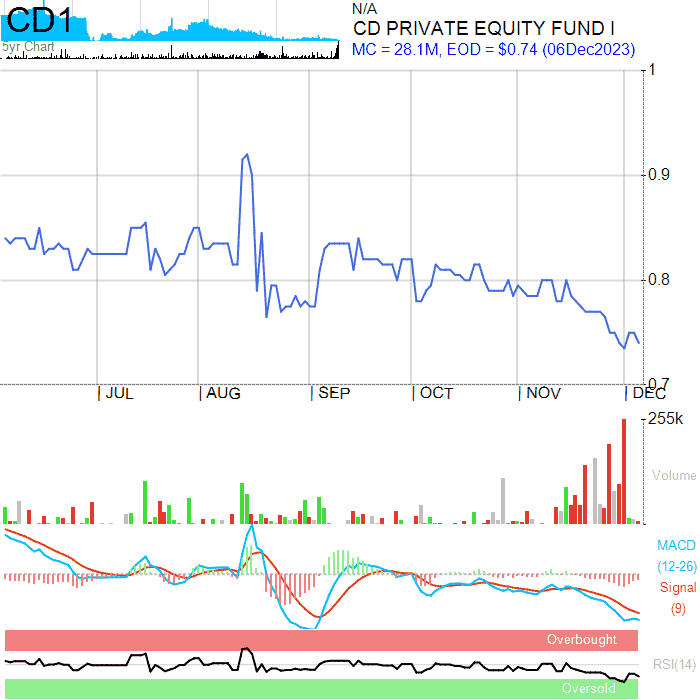 CD1
5yr Chart
N/A
CD PRIVATE EQUITY FUND I
MC = 28.1M, EOD = $0.74 (06Dec2023)
1
0.9
0.8
0.7
| JUL | AUG | SEP | OCT | NOV | DEC
255k
Volume
MACD
(12-26)
Signal
(9)
Overbought
RSI(14)
Oversold